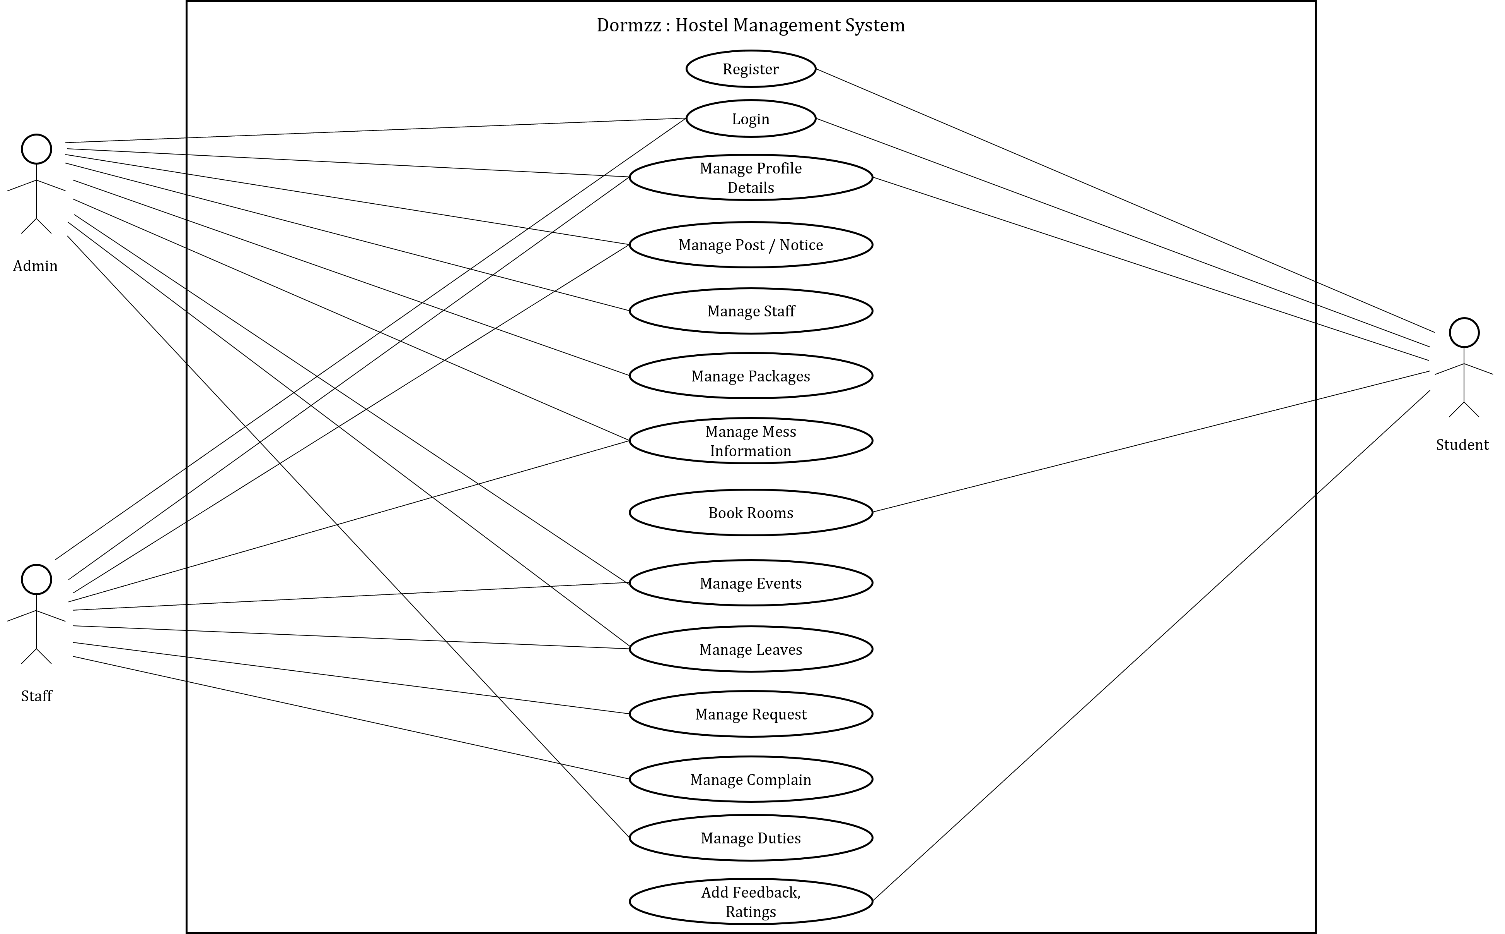 Dormzz : Hostel Management System
Register
Login
Manage Profile
Details
Manage Post / Notice
Manage Staff
Manage Packages
Manage Mess
Information
Book Rooms
Manage Events
Manage Leaves
Manage Request
Manage Complain
Manage Duties
Add Feedback,
Ratings
Admin
Staff
Student